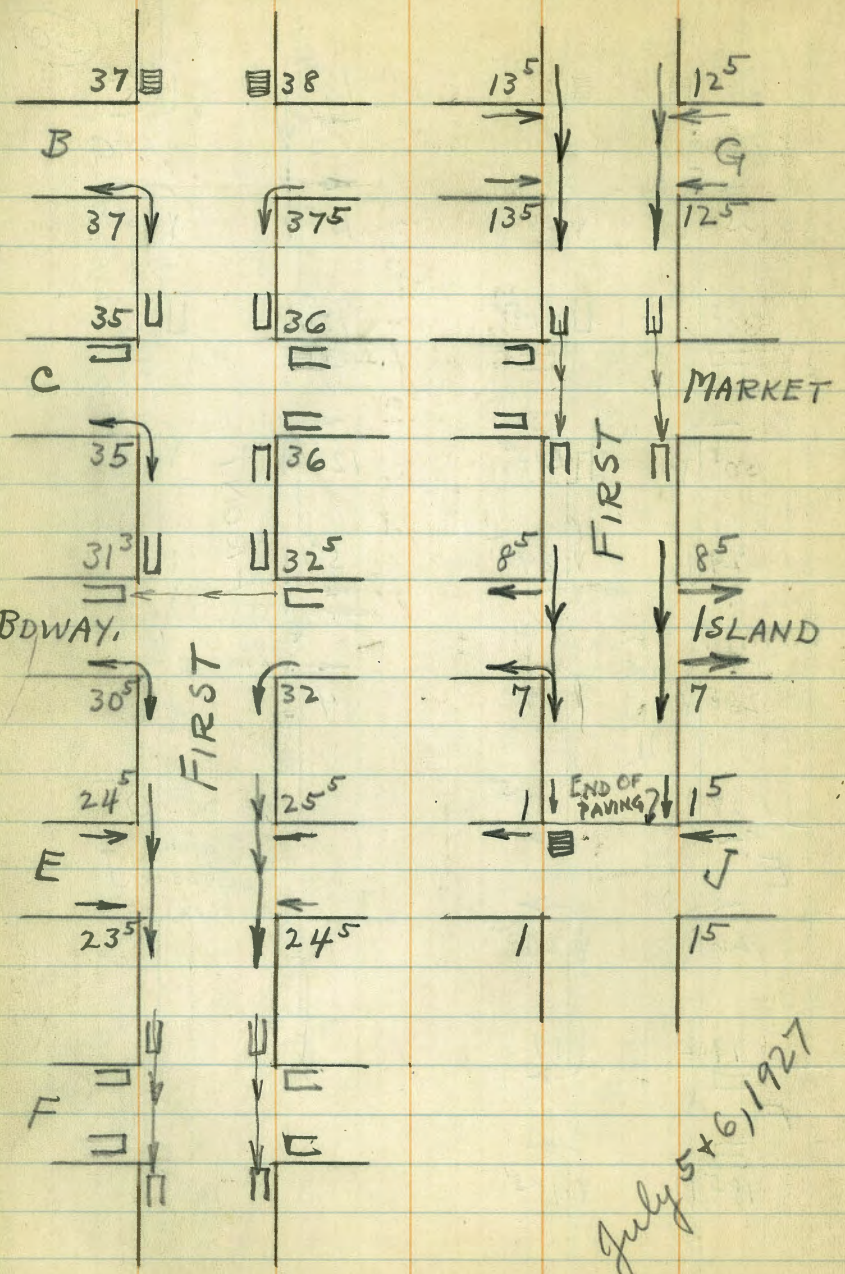 37 38
B
37 37⁵
35 36
C
35 36
31³ 32⁵
BDWAY.
30⁵ 32
FIRST
24⁵ 25⁵
E
23⁵ 24⁵
F
13⁵ 12⁵
G
13⁵ 12⁵
MARKET
FIRST
8⁵ 8⁵
ISLAND
7 7
1 END OF 1⁵
PAVING
J
1 1⁵
July 5 & 6, 1927